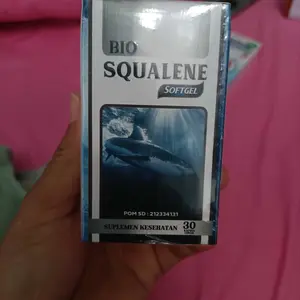 BIO
SQUALENE
SOFTGEL
POM SD : 212334131
SUPLEMEN KESEHATAN 30